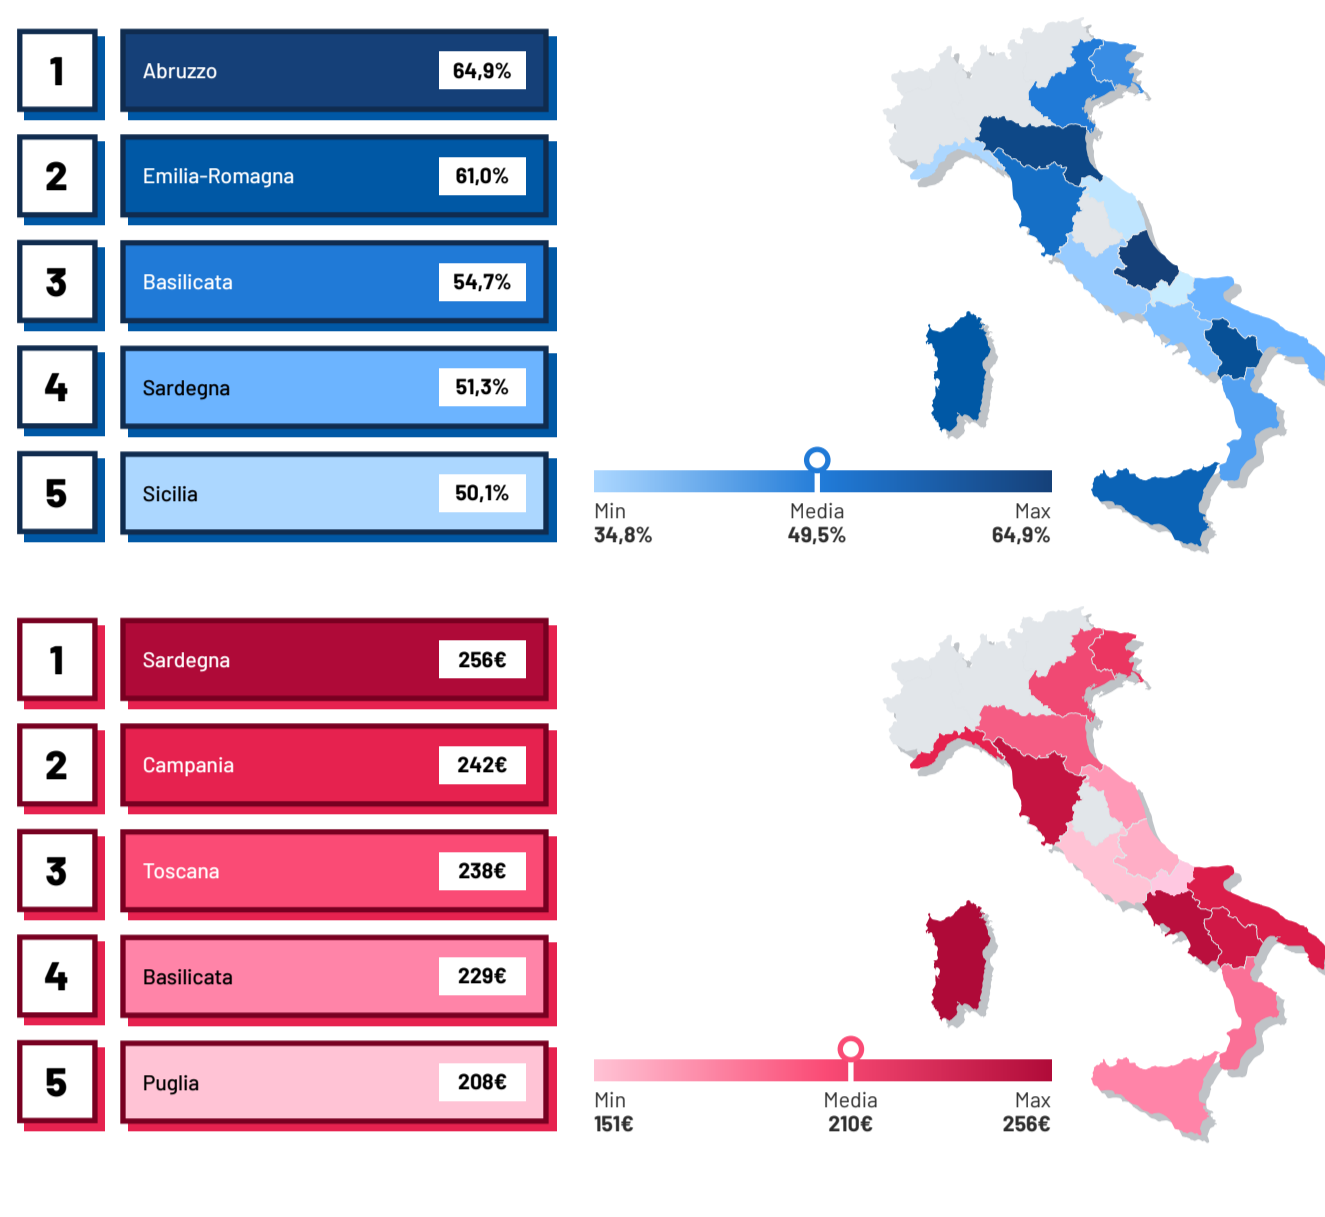 1
Abruzzo
64,9%
2
Emilia-Romagna
61,0%
3
Basilicata
54,7%
4
Sardegna
51,3%
5
Sicilia
50,1%
Min
34,8%
Media
49,5%
Max
64,9%
1
Sardegna
256€
2
Campania
242€
3
Toscana
238€
4
Basilicata
229€
5
Puglia
208€
Min
151€
Media
210€
Max
256€